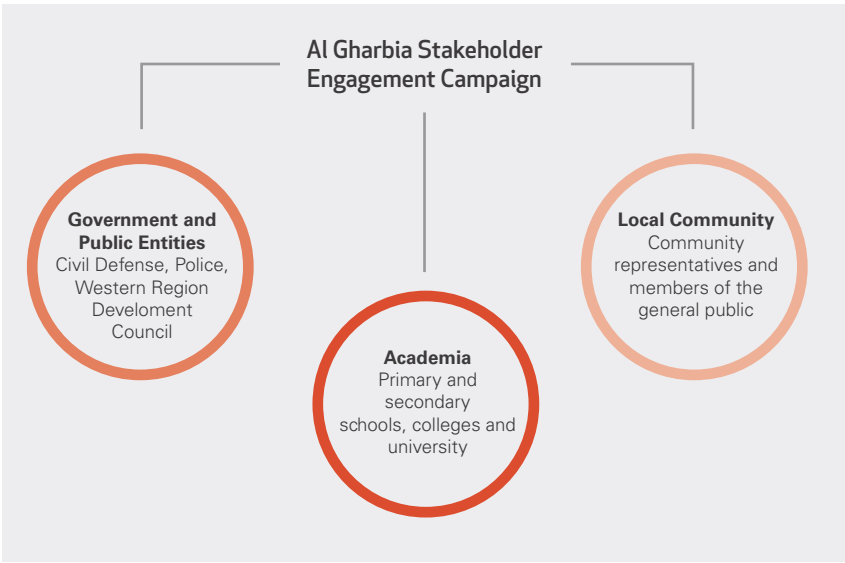 Al Gharbia Stakeholder
Engagement Campaign
Government and
Public Entities
Civil Defense, Police,
Western Region
Develoment
Council
Academia
Primary and
secondary
schools, colleges and
university
Local Community
Community
representatives and
members of the
general public